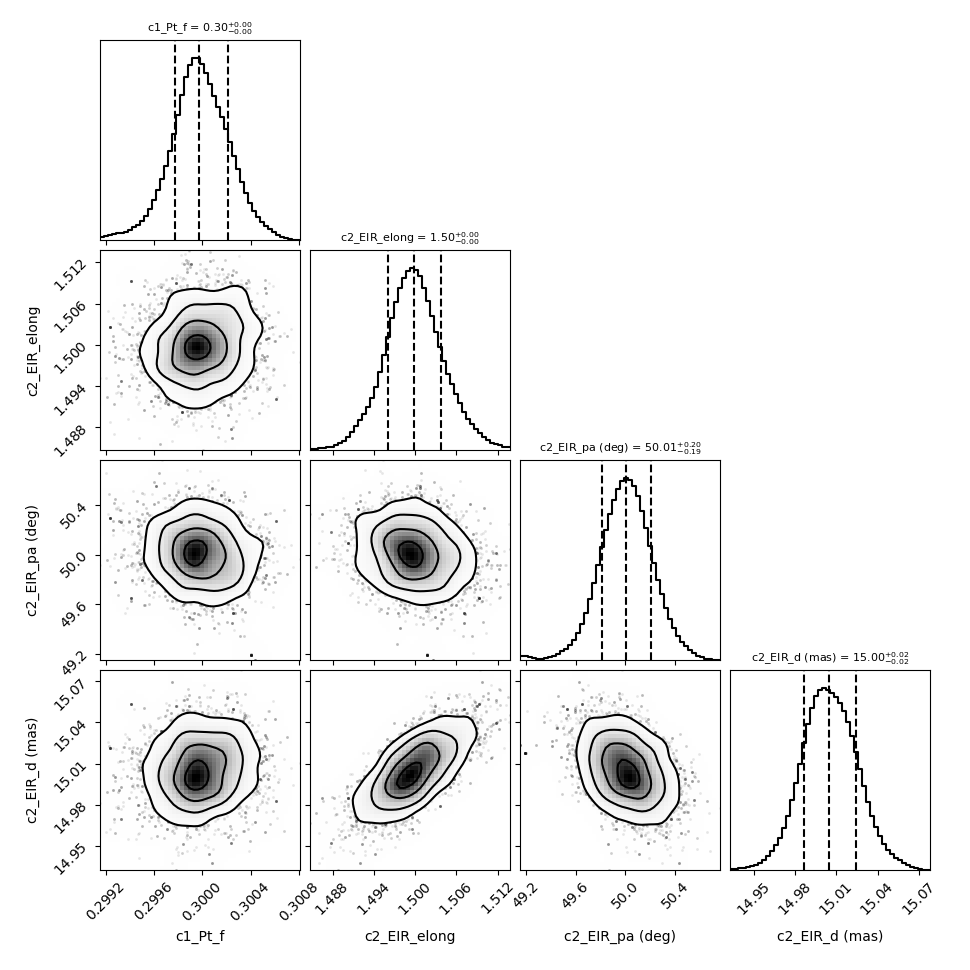 c1_Pt_f = 0.30+0.00−0.00
c2_EIR_elong = 1.50+0.00−0.00
1.512
1.506
1.500
1.494
1.488
c2_EIR_elong
c2_EIR_pa (deg) = 50.01+0.20−0.19
50.4
50.0
49.6
49.2
c2_EIR_pa (deg)
c2_EIR_d (mas) = 15.00+0.02−0.02
15.07
15.04
15.01
14.98
14.95
c2_EIR_d (mas)
0.2992 0.2996 0.3000 0.3004 0.3008 1.488 1.494 1.500 1.506 1.512 49.2 49.6 50.0 50.4 14.95 14.98 15.01 15.04 15.07
c1_Pt_f c2_EIR_elong c2_EIR_pa (deg) c2_EIR_d (mas)